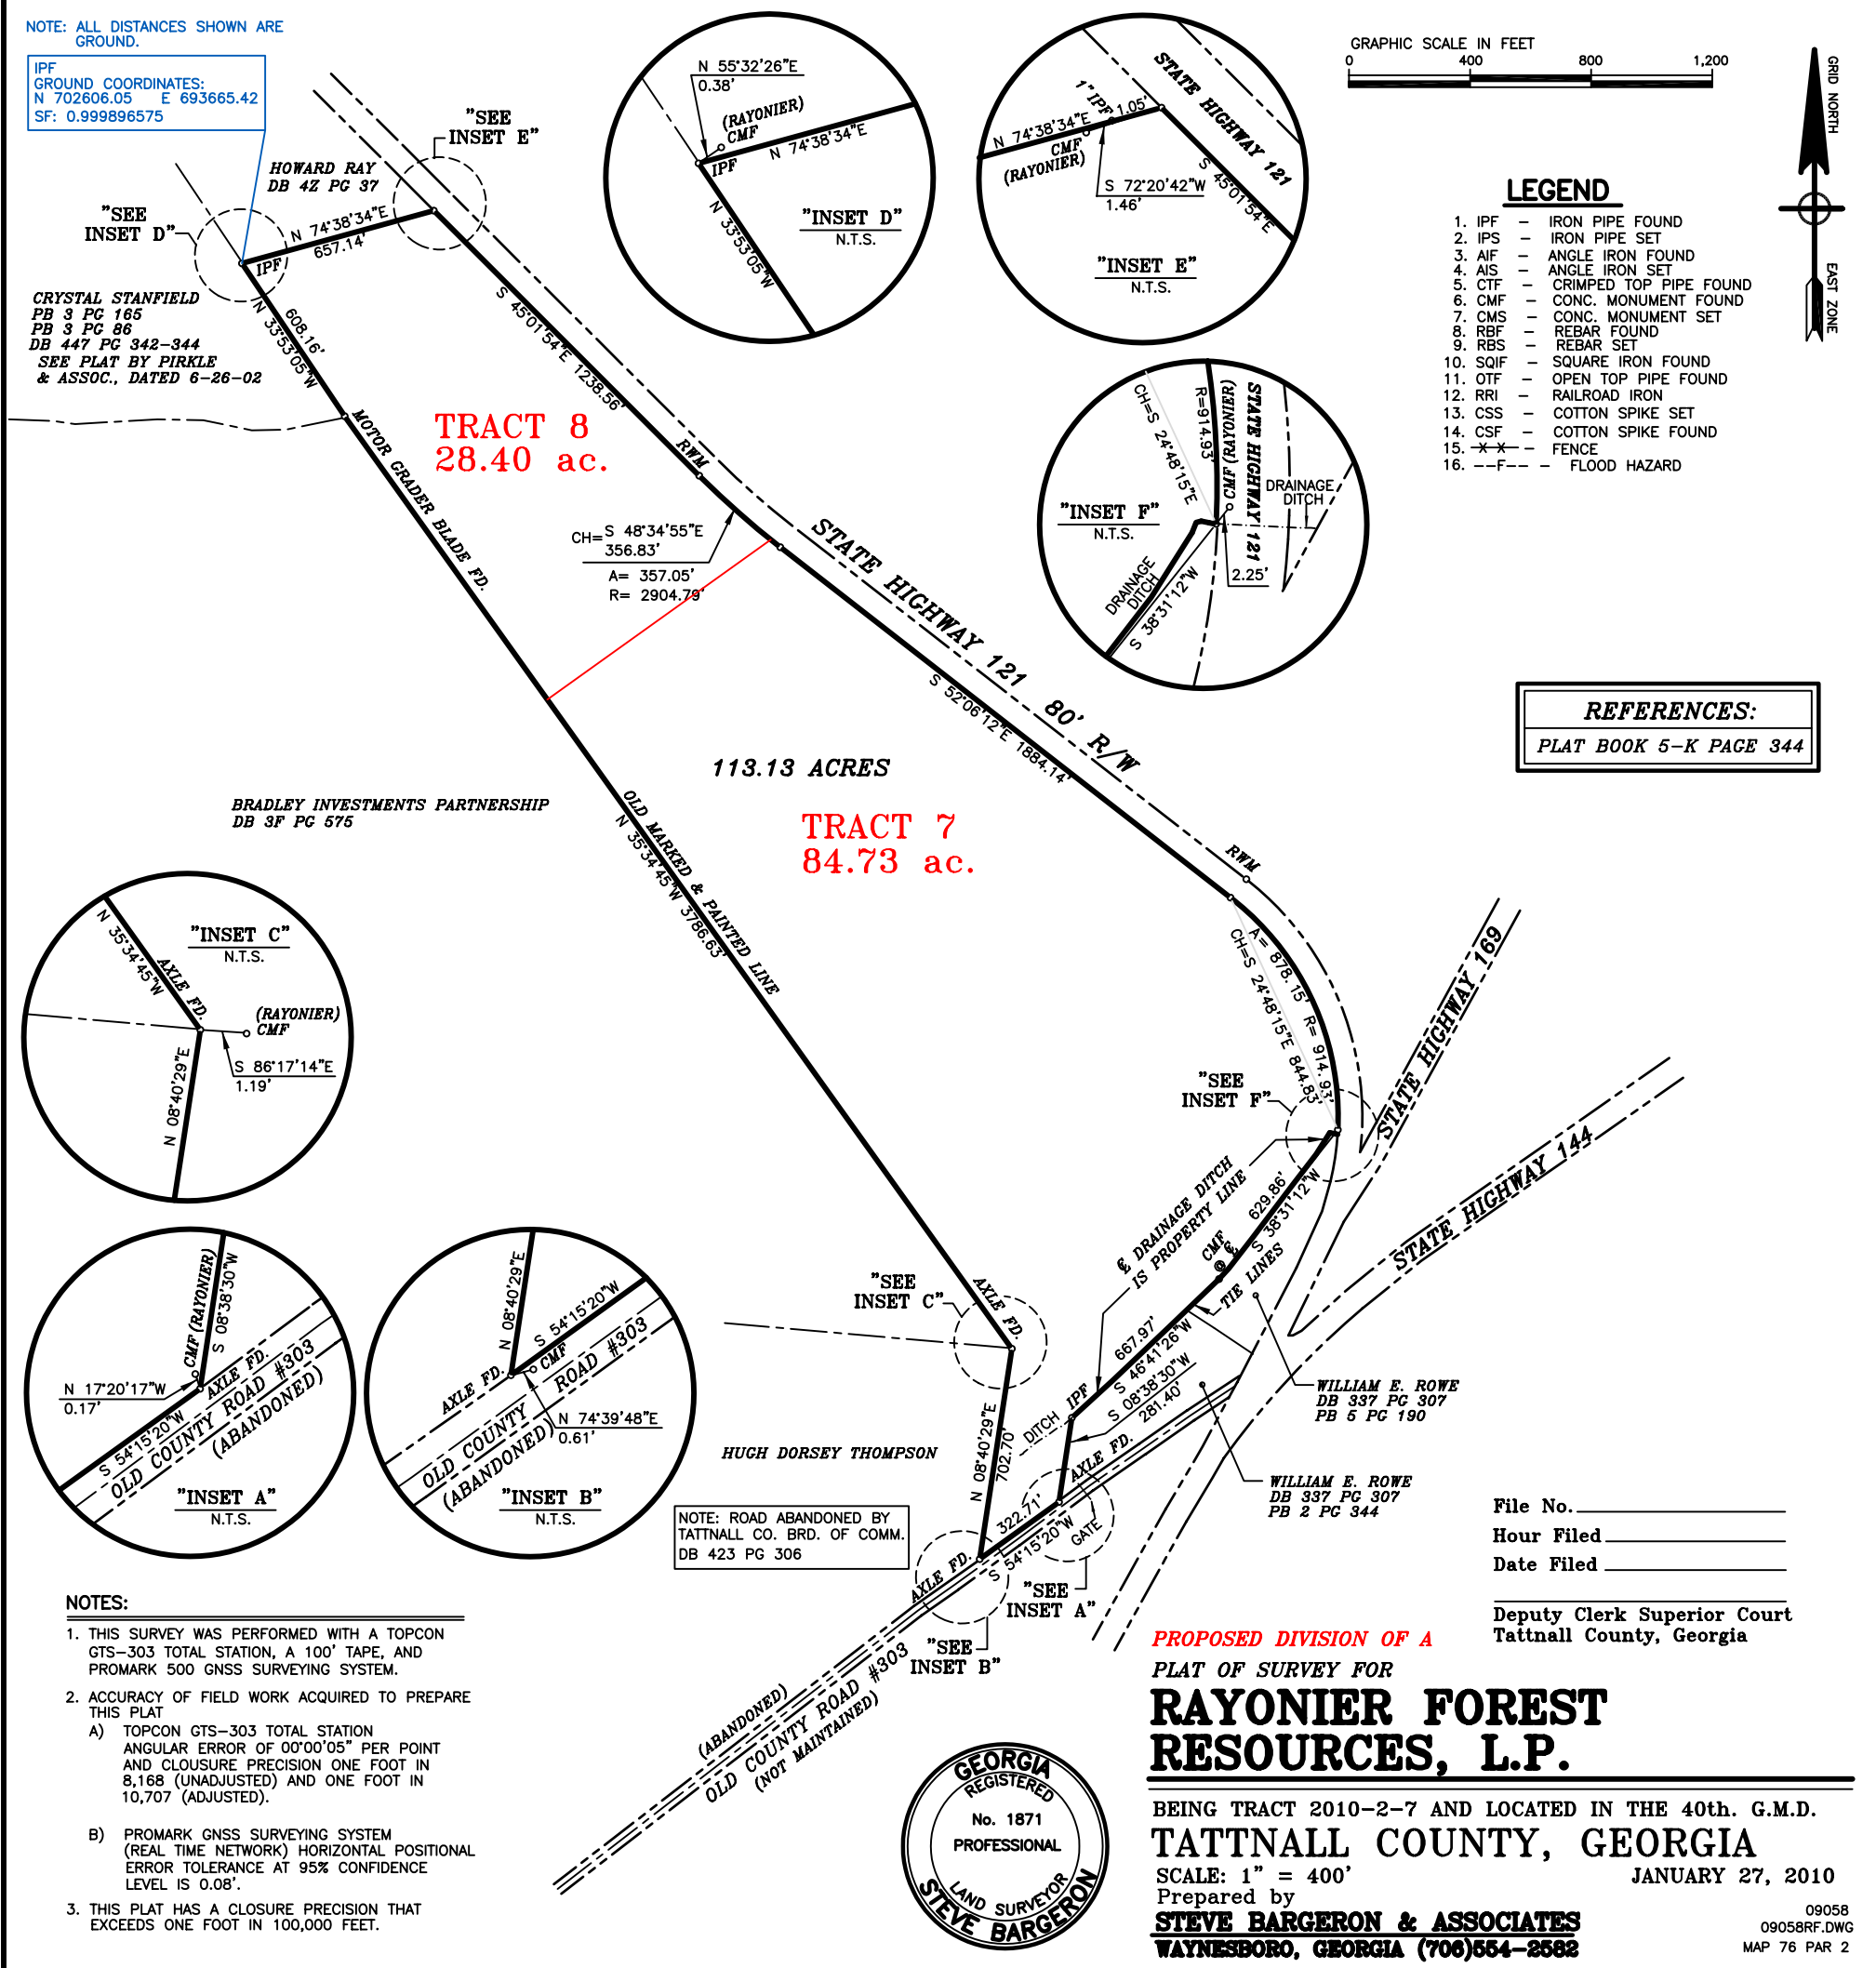 NOTE: ALL DISTANCES SHOWN ARE
GROUND.
IPF
GROUND COORDINATES:
N 702606.05 E 693665.42
SF: 0.999896575
"SEE
INSET E"
HOWARD RAY
DB 4Z PG 37
"SEE
INSET D"
N 74°38'34"E
657.14'
IPF
CRYSTAL STANFIELD
PB 3 PG 165
PB 3 PG 86
DB 447 PG 342-344
SEE PLAT BY PIRKLE
& ASSOC., DATED 6-26-02
608.16'
N 33°53'05"W
S 45°01'54"E 1238.56'
MOTOR GRADER BLADE FD.
TRACT 8
28.40 ac.
RWM
CH= S 48°34'55"E
356.83'
A= 357.05'
R= 2904.79'
N 55°32'26"E
0.38'
(RAYONIER)
CMF
IPF
N 74°38'34"E
N 33°53'05"W
"INSET D"
N.T.S.
STATE HIGHWAY 121
1" IPF
1.05'
N 74°38'34"E
CMF
(RAYONIER)
S 72°20'42"W
1.46'
S 45°01'54"E
"INSET E"
N.T.S.
GRAPHIC SCALE IN FEET
0 400 800 1,200
GRID NORTH
EAST ZONE
LEGEND
1. IPF – IRON PIPE FOUND
2. IPS – IRON PIPE SET
3. AIF – ANGLE IRON FOUND
4. AIS – ANGLE IRON SET
5. CTF – CRIMPED TOP PIPE FOUND
6. CMF – CONC. MONUMENT FOUND
7. CMS – CONC. MONUMENT SET
8. RBF – REBAR FOUND
9. RBS – REBAR SET
10. SQIF – SQUARE IRON FOUND
11. OTF – OPEN TOP PIPE FOUND
12. RRI – RAILROAD IRON
13. CSS – COTTON SPIKE SET
14. CSF – COTTON SPIKE FOUND
15. -X-X- – FENCE
16. --F-- – FLOOD HAZARD
CH=S 24°48'15"E
R=914.93'
CMF (RAYONIER)
STATE HIGHWAY 121
DRAINAGE
DITCH
"INSET F"
N.T.S.
DRAINAGE
DITCH
S 38°31'12"W
2.25'
REFERENCES:
PLAT BOOK 5-K PAGE 344
STATE HIGHWAY 121 80' R/W
S 52°06'12"E 1884.14'
113.13 ACRES
TRACT 7
84.73 ac.
RWM
BRADLEY INVESTMENTS PARTNERSHIP
DB 3F PG 575
OLD MARKED & PAINTED LINE
N 35°34'45"W 3786.63'
A= 878.15' R= 914.93'
CH=S 24°48'15"E 844.83'
STATE HIGHWAY 169
STATE HIGHWAY 144
"SEE
INSET F"
N 35°34'45"W
AXLE FD.
"INSET C"
N.T.S.
(RAYONIER)
CMF
S 86°17'14"E
1.19'
N 08°40'29"E
℄ DRAINAGE DITCH
IS PROPERTY LINE
629.86'
S 38°31'12"W
CMF
@ ℄
TIE LINES
"SEE
INSET C"
AXLE FD.
667.97'
S 46°41'26"W
S 08°38'30"W
281.40'
IPF
DITCH
AXLE FD.
WILLIAM E. ROWE
DB 337 PG 307
PB 5 PG 190
WILLIAM E. ROWE
DB 337 PG 307
PB 2 PG 344
CMF (RAYONIER)
S 08°38'30"W
N 17°20'17"W
0.17'
AXLE FD.
S 54°15'20"W
OLD COUNTY ROAD #303
(ABANDONED)
"INSET A"
N.T.S.
N 08°40'29"E
S 54°15'20"W
AXLE FD.
CMF
OLD COUNTY ROAD #303
(ABANDONED)
N 74°39'48"E
0.61'
"INSET B"
N.T.S.
HUGH DORSEY THOMPSON
N 08°40'29"E
702.70'
NOTE: ROAD ABANDONED BY
TATTNALL CO. BRD. OF COMM.
DB 423 PG 306
322.71'
S 54°15'20"W
GATE
AXLE FD.
"SEE
INSET A"
"SEE
INSET B"
(ABANDONED)
OLD COUNTY ROAD #303
(NOT MAINTAINED)
File No.
Hour Filed
Date Filed
Deputy Clerk Superior Court
Tattnall County, Georgia
NOTES:
1. THIS SURVEY WAS PERFORMED WITH A TOPCON
GTS-303 TOTAL STATION, A 100' TAPE, AND
PROMARK 500 GNSS SURVEYING SYSTEM.
2. ACCURACY OF FIELD WORK ACQUIRED TO PREPARE
THIS PLAT
A) TOPCON GTS-303 TOTAL STATION
ANGULAR ERROR OF 00°00'05" PER POINT
AND CLOUSURE PRECISION ONE FOOT IN
8,168 (UNADJUSTED) AND ONE FOOT IN
10,707 (ADJUSTED).
B) PROMARK GNSS SURVEYING SYSTEM
(REAL TIME NETWORK) HORIZONTAL POSITIONAL
ERROR TOLERANCE AT 95% CONFIDENCE
LEVEL IS 0.08'.
3. THIS PLAT HAS A CLOSURE PRECISION THAT
EXCEEDS ONE FOOT IN 100,000 FEET.
GEORGIA
REGISTERED
No. 1871
PROFESSIONAL
LAND SURVEYOR
STEVE BARGERON
PROPOSED DIVISION OF A
PLAT OF SURVEY FOR
RAYONIER FOREST
RESOURCES, L.P.
BEING TRACT 2010-2-7 AND LOCATED IN THE 40th. G.M.D.
TATTNALL COUNTY, GEORGIA
SCALE: 1" = 400' JANUARY 27, 2010
Prepared by
STEVE BARGERON & ASSOCIATES
WAYNESBORO, GEORGIA (706)554-2582
09058
09058RF.DWG
MAP 76 PAR 2